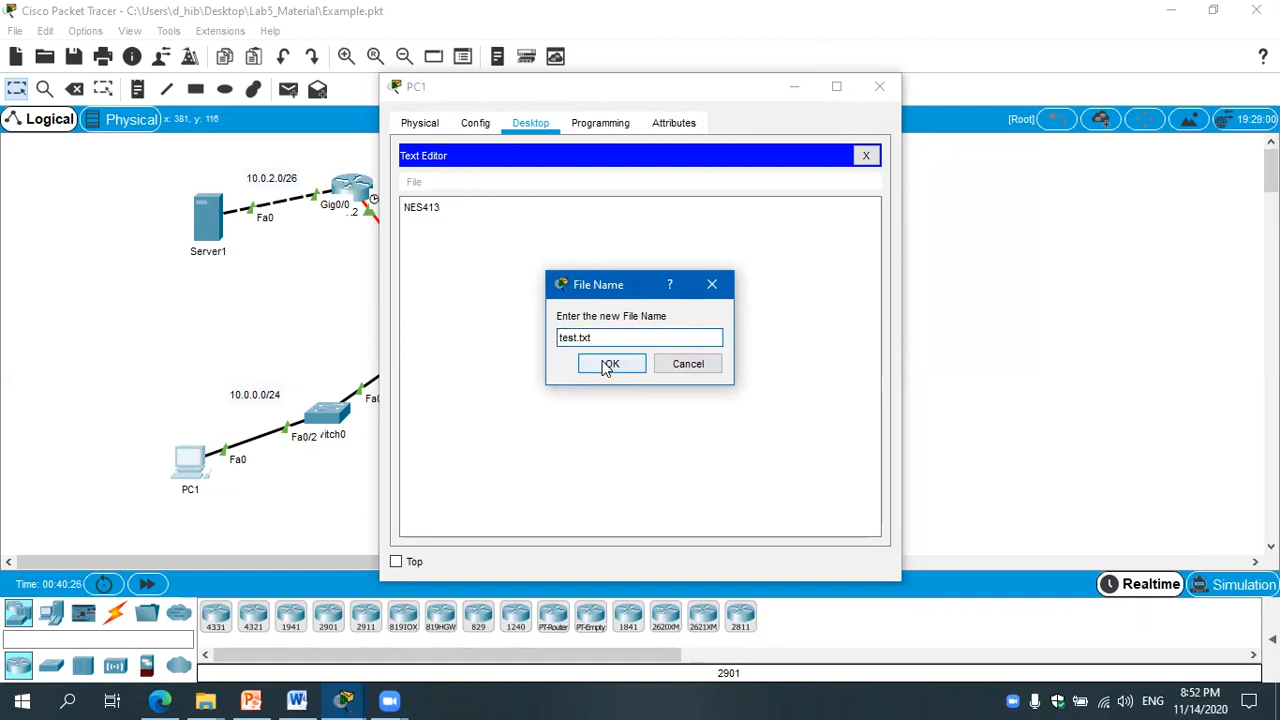 Cisco Packet Tracer - C:\Users\d_hib\Desktop\Lab5_Material\Example.pkt
File Edit Options View Tools Extensions Help
Logical Physical x: 381, y: 116 [Root] 19:29:00
PC1
Physical Config Desktop Programming Attributes
Text Editor X
File
NES413
File Name ?
Enter the new File Name
test.txt
OK Cancel
10.0.2.0/26
Gig0/0
.2
Fa0
Server1
10.0.0.0/24
Fa0/2
itch0
Fa0
PC1
Top
Time: 00:40:25 Realtime Simulation
4331 4321 1941 2901 2911 819IOX 819HGW 829 1240 PT-Router PT-Empty 1841 2620XM 2621XM 2811
2901
ENG
8:52 PM
11/14/2020